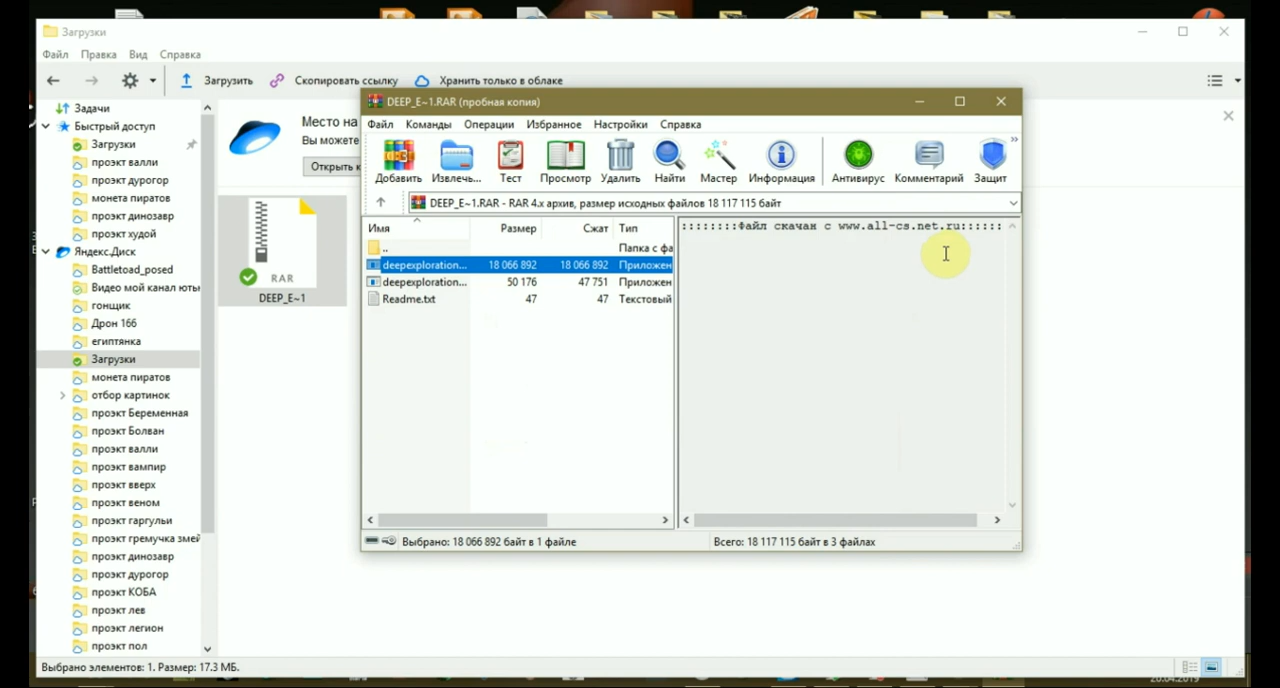 Загрузки
Файл Правка Вид Справка
Загрузить Скопировать ссылку Хранить только в облаке
Задачи
Быстрый доступ
Загрузки
проэкт валли
проэкт дурогор
монета пиратов
проэкт динозавр
проэкт худой
Яндекс.Диск
Battletoad_posed
Видео мой канал юты
гонщик
Дрон 166
египтянка
Загрузки
монета пиратов
отбор картинок
проэкт Беременная
проэкт Болван
проэкт валли
проэкт вампир
проэкт вверх
проэкт веном
проэкт гаргульи
проэкт гремучка змей
проэкт динозавр
проэкт дурогор
проэкт КОБА
проэкт лев
проэкт легион
проэкт пол
Место на
Вы можете
Открыть к
RAR
DEEP_E~1
DEEP_E~1.RAR (пробная копия)
Файл Команды Операции Избранное Настройки Справка
Добавить Извлечь... Тест Просмотр Удалить Найти Мастер Информация Антивирус Комментарий Защит
DEEP_E~1.RAR - RAR 4.x архив, размер исходных файлов 18 117 115 байт
Имя Размер Сжат Тип
.. Папка с фа
deepexploration... 18 066 892 18 066 892 Приложен
deepexploration... 50 176 47 751 Приложен
Readme.txt 47 47 Текстовый
::::::::Файл скачан с www.all-cs.net.ru::::::
Выбрано: 18 066 892 байт в 1 файле
Всего: 18 117 115 байт в 3 файлах
Выбрано элементов: 1. Размер: 17.3 МБ.
20.04.2019